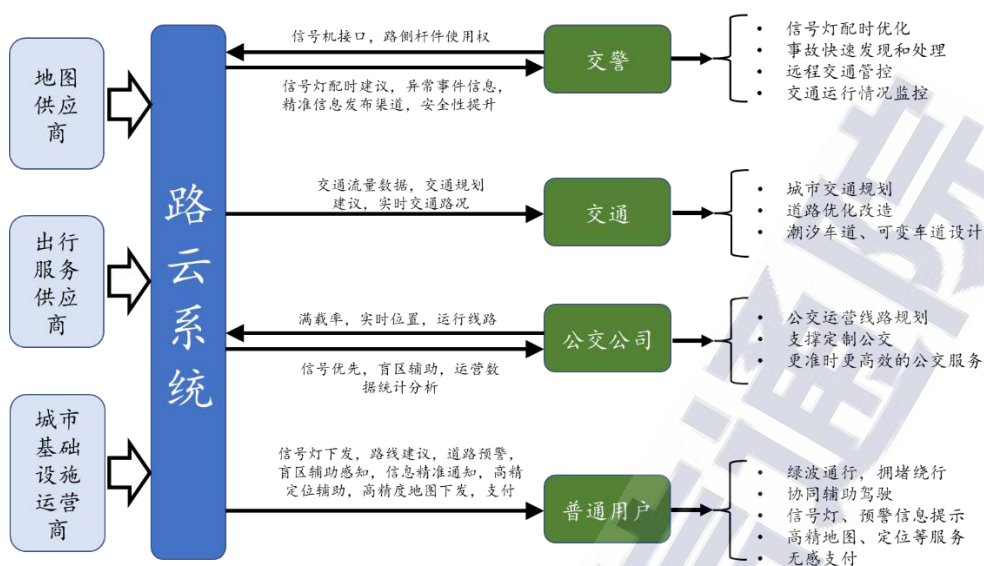 地图
供应
商
出行
服务
供应
商
城市
基础
设施
运营
商
路
云
系
统
信号机接口，路侧杆件使用权
信号灯配时建议，异常事件信息，
精准信息发布渠道，安全性提升
交警
• 信号灯配时优化
• 事故快速发现和处理
• 远程交通管控
• 交通运行情况监控
交通流量数据，交通规划
建议，实时交通路况
交通
• 城市交通规划
• 道路优化改造
• 潮汐车道、可变车道设计
满载率，实时位置，运行线路
信号优先，盲区辅助，运营数
据统计分析
公交公司
• 公交运营线路规划
• 支撑定制公交
• 更准时更高效的公交服务
信号灯下发，路线建议，道路预警，
盲区辅助感知，信息精准通知，高精
定位辅助，高精度地图下发，支付
普通用户
• 绿波通行，拥堵绕行
• 协同辅助驾驶
• 信号灯、预警信息提示
• 高精地图、定位等服务
• 无感支付